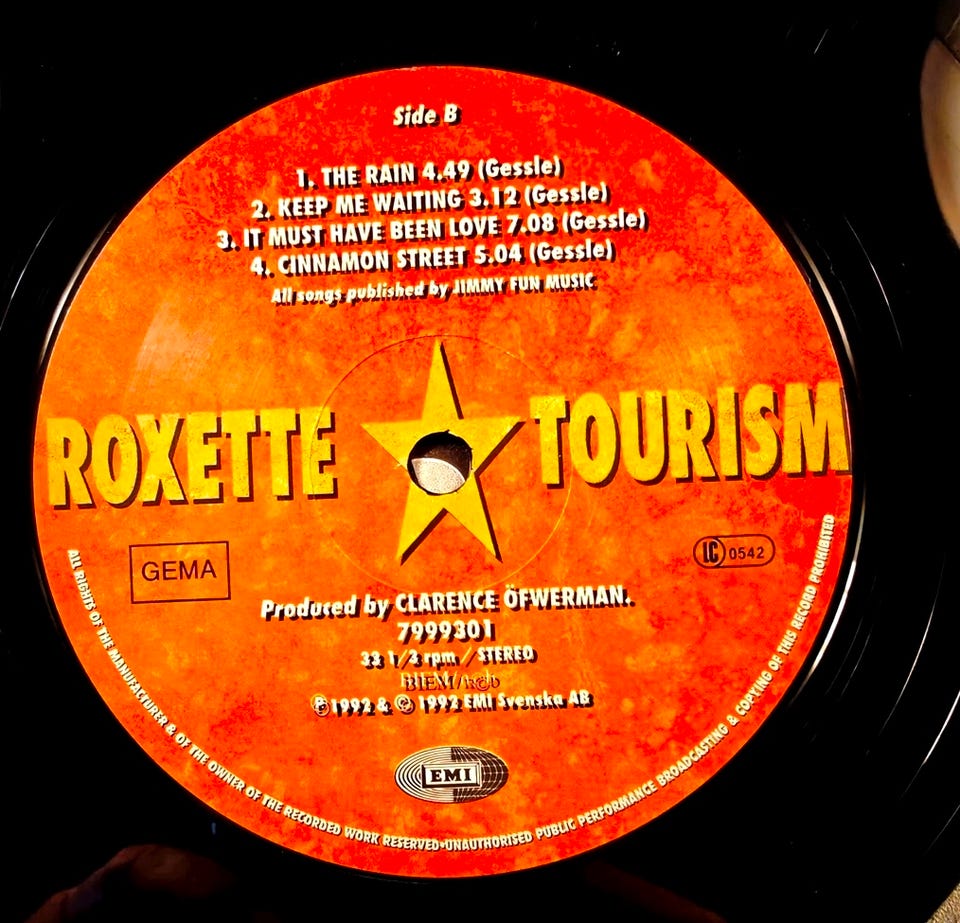 Side B
1. THE RAIN 4.49 (Gessle)
2. KEEP ME WAITING 3.12 (Gessle)
3. IT MUST HAVE BEEN LOVE 7.08 (Gessle)
4. CINNAMON STREET 5.04 (Gessle)
All songs published by JIMMY FUN MUSIC
ROXETTE TOURISM
GEMA
LC 0542
Produced by CLARENCE ÖFWERMAN.
7999301
33 1/3 rpm / STEREO
BIEM/ncb
℗ 1992 & © 1992 EMI Svenska AB
EMI
ALL RIGHTS OF THE MANUFACTURER & OF THE OWNER OF THE RECORDED WORK RESERVED•UNAUTHORISED PUBLIC PERFORMANCE BROADCASTING & COPYING OF THIS RECORD PROHIBITED